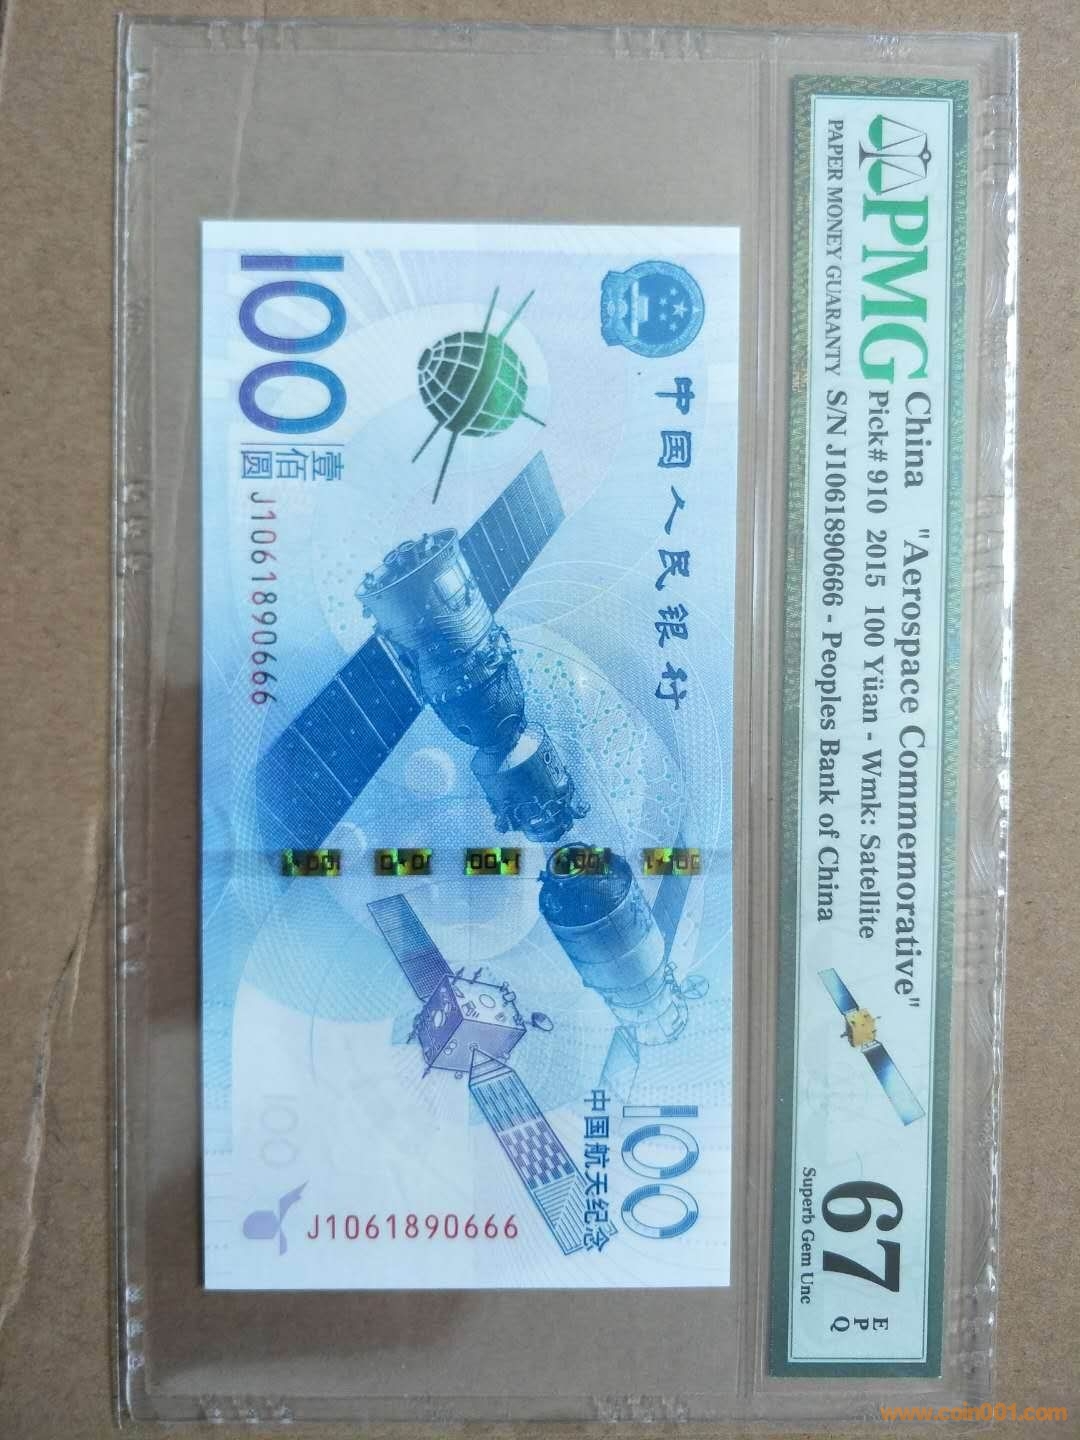 PMG
PAPER MONEY GUARANTY
China "Aerospace Commemorative"
Pick# 910 2015 100 Yüan - Wmk: Satellite
S/N J1061890666 - Peoples Bank of China
67
EPQ
Superb Gem Unc
中国人民银行
100
壹佰圆
J1061890666
100
中国航天纪念
J1061890666
100
www.coin001.com